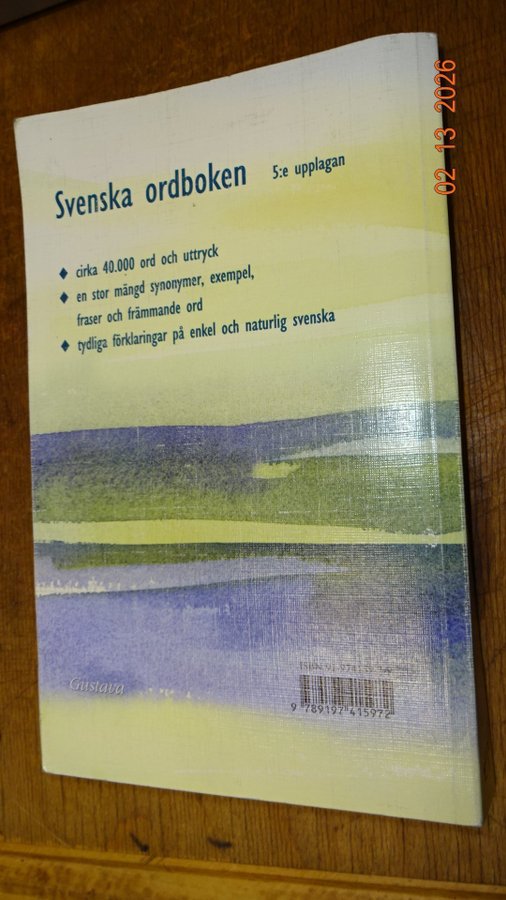 Svenska ordboken 5:e upplagan
♦ cirka 40.000 ord och uttryck
♦ en stor mängd synonymer, exempel,
fraser och främmande ord
♦ tydliga förklaringar på enkel och naturlig svenska
Gustava
ISBN
9 789197 415972
02 13 2026